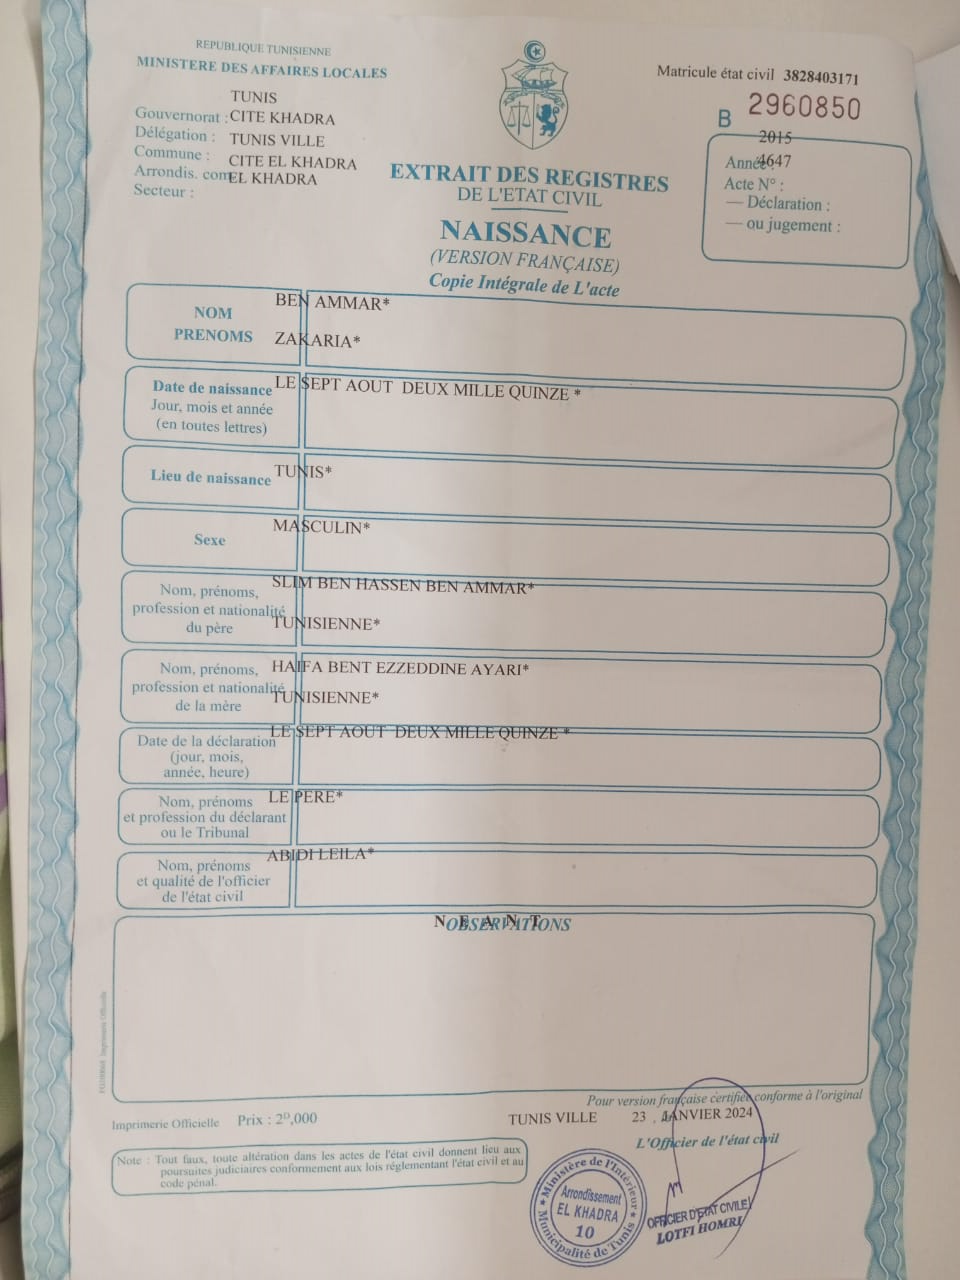 REPUBLIQUE TUNISIENNE
MINISTERE DES AFFAIRES LOCALES
TUNIS
Gouvernorat : CITE KHADRA
Délégation : TUNIS VILLE
Commune : CITE EL KHADRA
Arrondis. com EL KHADRA
Secteur :
Matricule état civil 3828403171
B 2960850
2015
Année : 4647
Acte N° :
— Déclaration :
— ou jugement :
EXTRAIT DES REGISTRES
DE L'ETAT CIVIL
NAISSANCE
(VERSION FRANÇAISE)
Copie Intégrale de L'acte
NOM
PRENOMS
BEN AMMAR*
ZAKARIA*
Date de naissance
Jour, mois et année
(en toutes lettres)
LE SEPT AOUT DEUX MILLE QUINZE *
Lieu de naissance
TUNIS*
Sexe
MASCULIN*
Nom, prénoms,
profession et nationalité
du père
SLIM BEN HASSEN BEN AMMAR*
TUNISIENNE*
Nom, prénoms,
profession et nationalité
de la mère
HAIFA BENT EZZEDDINE AYARI*
TUNISIENNE*
Date de la déclaration
(jour, mois,
année, heure)
LE SEPT AOUT DEUX MILLE QUINZE *
Nom, prénoms
et profession du déclarant
ou le Tribunal
LE PERE*
Nom, prénoms
et qualité de l'officier
de l'état civil
ABIDI LEILA*
N E A N T
OBSERVATIONS
Imprimerie Officielle
Pour version française certifiée conforme à l'original
Imprimerie Officielle Prix : 2ᴰ,000
TUNIS VILLE 23 , JANVIER 2024
L'Officier de l'état civil
Note : Tout faux, toute altération dans les actes de l'état civil donnent lieu aux
poursuites judiciaires conformement aux lois réglementant l'état civil et au
code pénal.
Ministère de l'Intérieur
Arrondissement
EL KHADRA
10
Municipalité de Tunis
OFFICIER D'ETAT CIVILE
LOTFI HOMRI